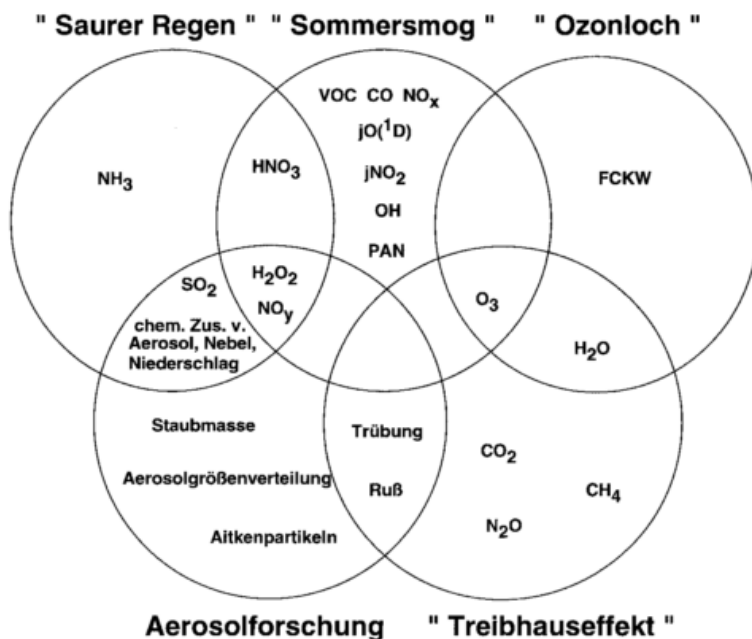 " Saurer Regen " " Sommersmog " " Ozonloch "
VOC CO NOₓ
jO(¹D)
NH₃
HNO₃
jNO₂
FCKW
OH
PAN
SO₂
H₂O₂
NOy
O₃
chem. Zus. v.
Aerosol, Nebel,
Niederschlag
H₂O
Staubmasse
Trübung
CO₂
Aerosolgrößenverteilung
Ruß
CH₄
N₂O
Aitkenpartikeln
Aerosolforschung " Treibhauseffekt "